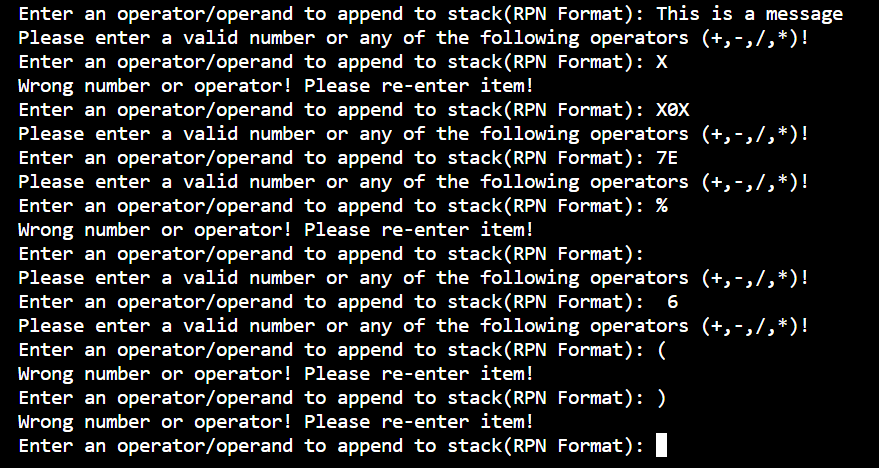 Enter an operator/operand to append to stack(RPN Format): This is a message
Please enter a valid number or any of the following operators (+,-,/,*)!
Enter an operator/operand to append to stack(RPN Format): X
Wrong number or operator! Please re-enter item!
Enter an operator/operand to append to stack(RPN Format): X0X
Please enter a valid number or any of the following operators (+,-,/,*)!
Enter an operator/operand to append to stack(RPN Format): 7E
Please enter a valid number or any of the following operators (+,-,/,*)!
Enter an operator/operand to append to stack(RPN Format): %
Wrong number or operator! Please re-enter item!
Enter an operator/operand to append to stack(RPN Format):
Please enter a valid number or any of the following operators (+,-,/,*)!
Enter an operator/operand to append to stack(RPN Format):  6
Please enter a valid number or any of the following operators (+,-,/,*)!
Enter an operator/operand to append to stack(RPN Format): (
Wrong number or operator! Please re-enter item!
Enter an operator/operand to append to stack(RPN Format): )
Wrong number or operator! Please re-enter item!
Enter an operator/operand to append to stack(RPN Format):